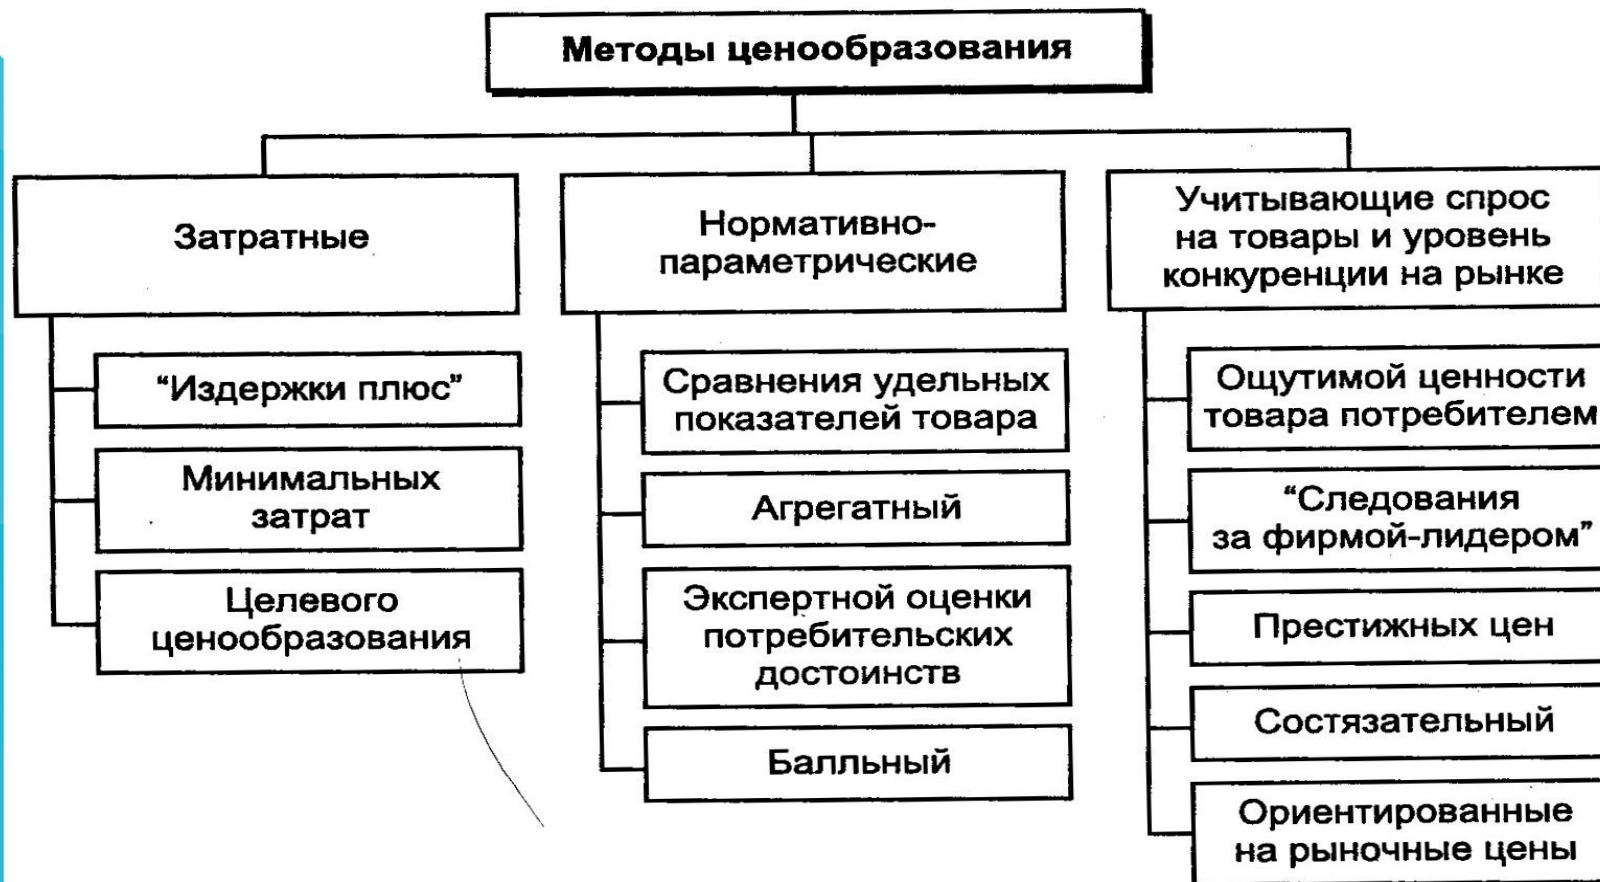 Методы ценообразования
Затратные
“Издержки плюс”
Минимальных
затрат
Целевого
ценообразования
Нормативно-
параметрические
Сравнения удельных
показателей товара
Агрегатный
Экспертной оценки
потребительских
достоинств
Балльный
Учитывающие спрос
на товары и уровень
конкуренции на рынке
Ощутимой ценности
товара потребителем
“Следования
за фирмой-лидером”
Престижных цен
Состязательный
Ориентированные
на рыночные цены